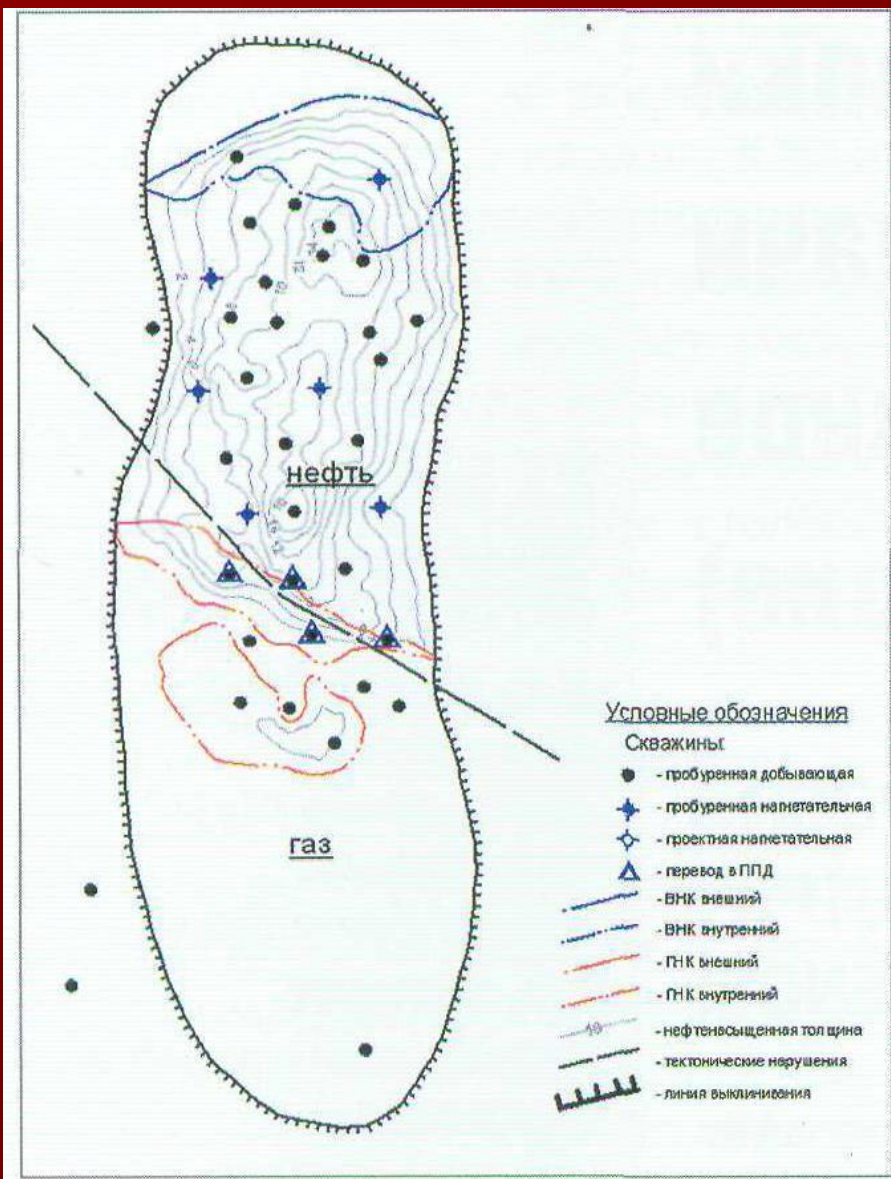 нефть
газ
Условные обозначения
Скважины:
- пробуренная добывающая
- пробуренная нагнетательная
- проектная нагнетательная
- перевод в ППД
- ВНК внешний
- ВНК внутренний
- ГНК внешний
- ГНК внутренний
10 - нефтенасыщенная толщина
- тектонические нарушения
- линия выклинивания